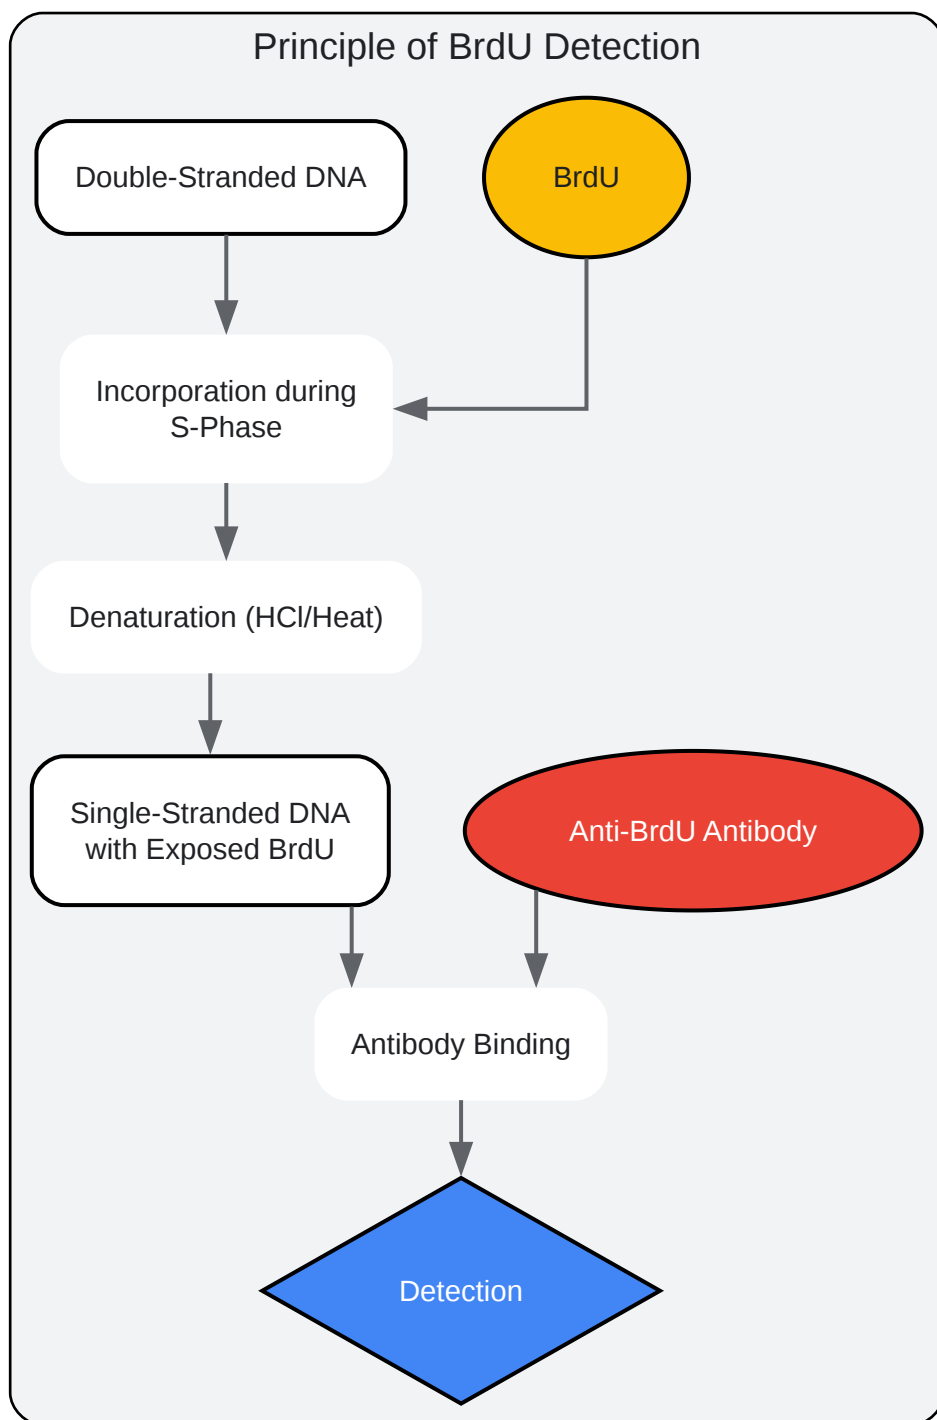 Principle of BrdU Detection
Double-Stranded DNA
BrdU
Incorporation during
S-Phase
Denaturation (HCl/Heat)
Single-Stranded DNA
with Exposed BrdU
Anti-BrdU Antibody
Antibody Binding
Detection